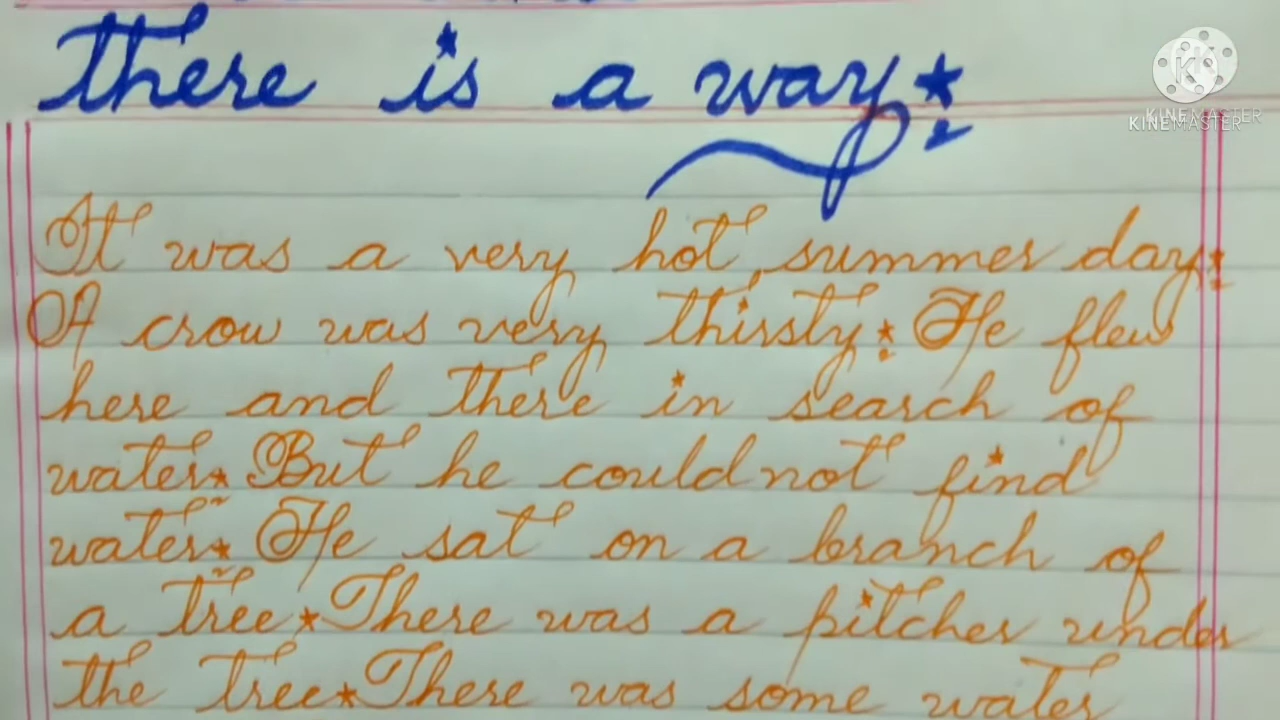 there is a way.
It was a very hot summer day.
A crow was very thirsty. He flew
here and there in search of
water. But he could not find
water. He sat on a branch of
a tree. There was a pitcher under
the tree. There was some water
KINEMASTER
KINEMASTER